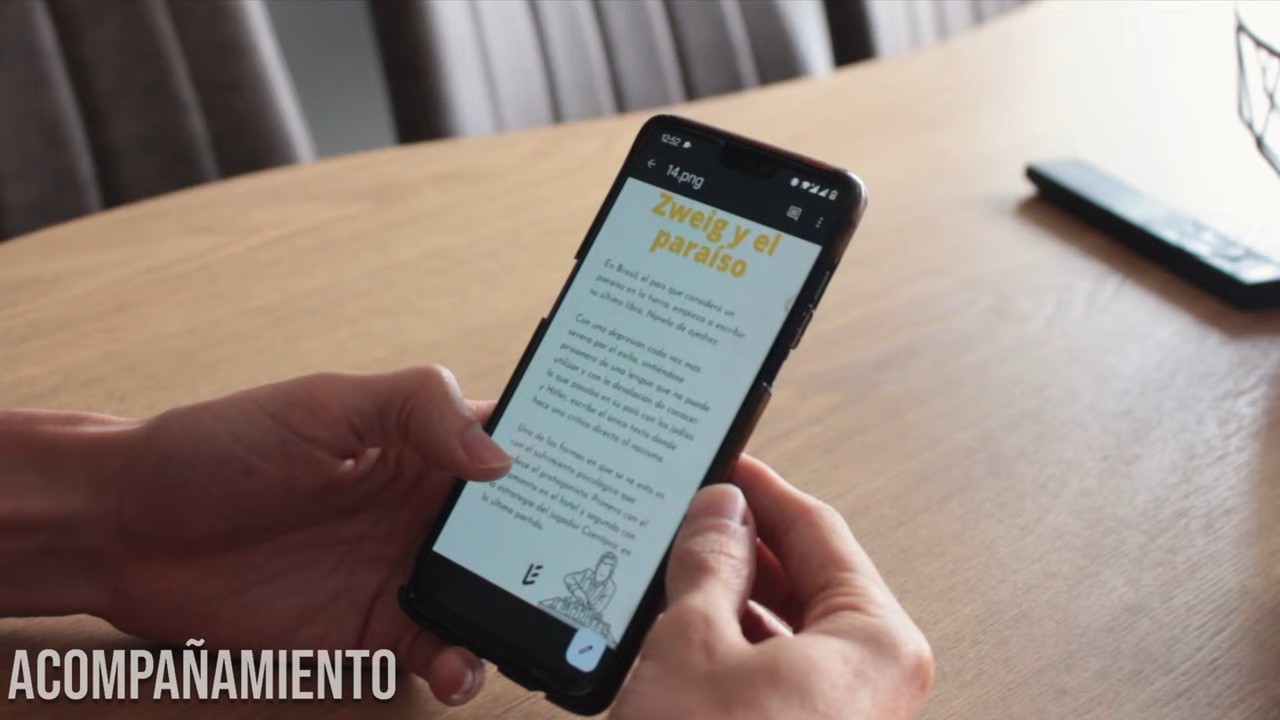 12:52
14.png
Zweig y el
paraíso
En Brasil, el país que consideró un
paraíso en la tierra, empieza a escribir
su último libro, Novela de ajedrez.
Con una depresión cada vez más
severa por el exilio, sintiéndose
prisionero de una lengua que no puede
utilizar y con la desolación de conocer
lo que pasaba en su país con los judíos
y Hitler, escribe el único texto donde
hace una crítica directa al nazismo.
Una de las formas en que se ve esto es
con el sufrimiento psicológico que
el protagonista. Primero con el
en el hotel y segundo con
la estrategia del jugador Czentovic, en
la última partida.
LE
ACOMPAÑAMIENTO